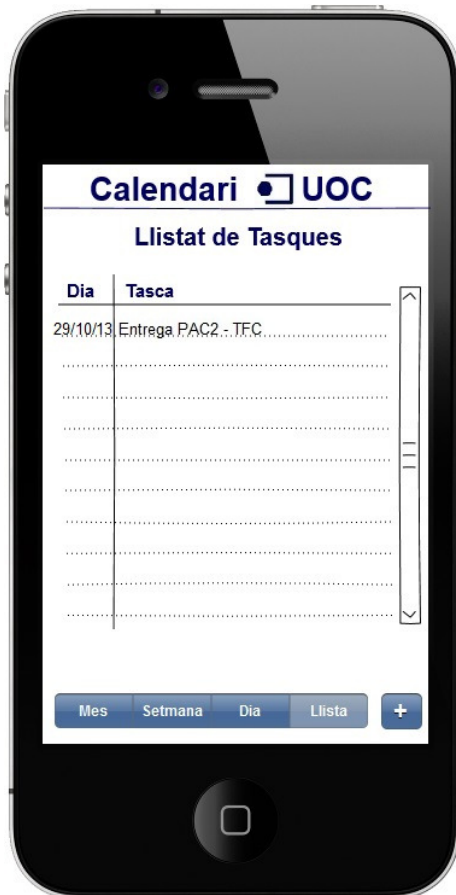 Calendari UOC
Llistat de Tasques
Dia Tasca
29/10/13 Entrega PAC2 - TFC
Mes Setmana Dia Llista +